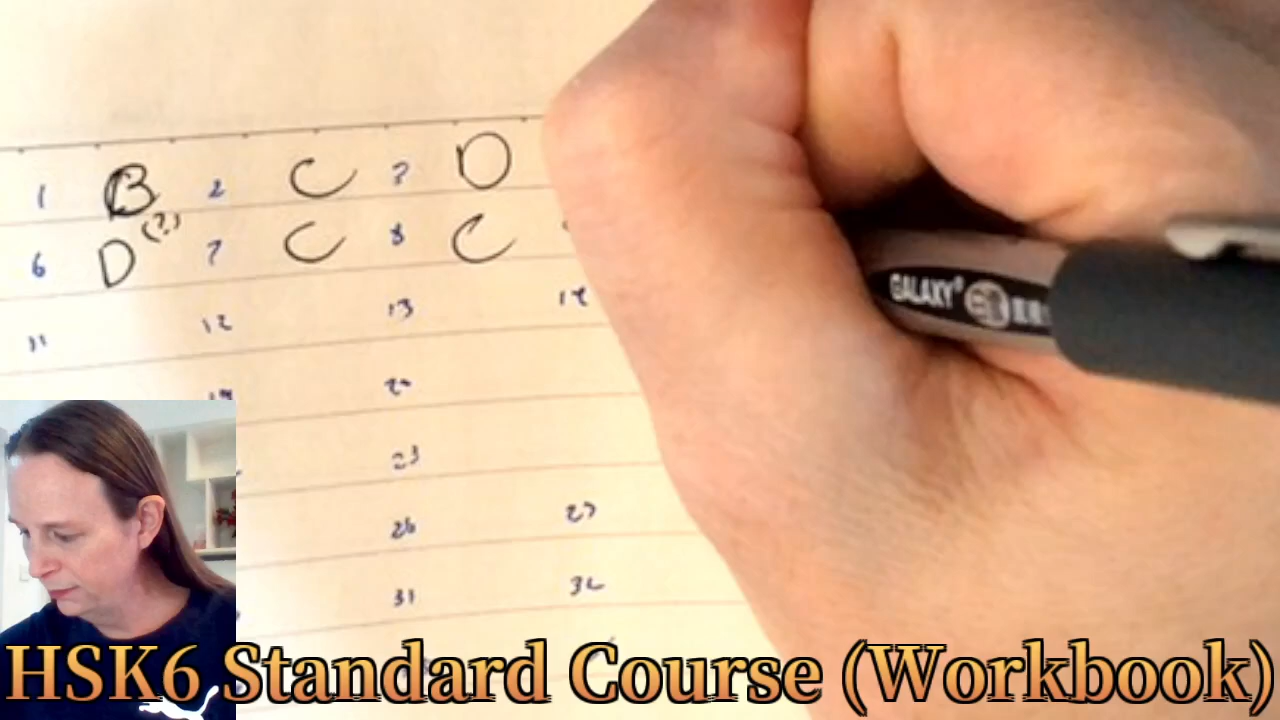 1 B 2 C 3 D
6 D (?) 7 C 8 C
11 12 13 14
23
26 27
31 32
GALAXY
HSK6 Standard Course (Workbook)